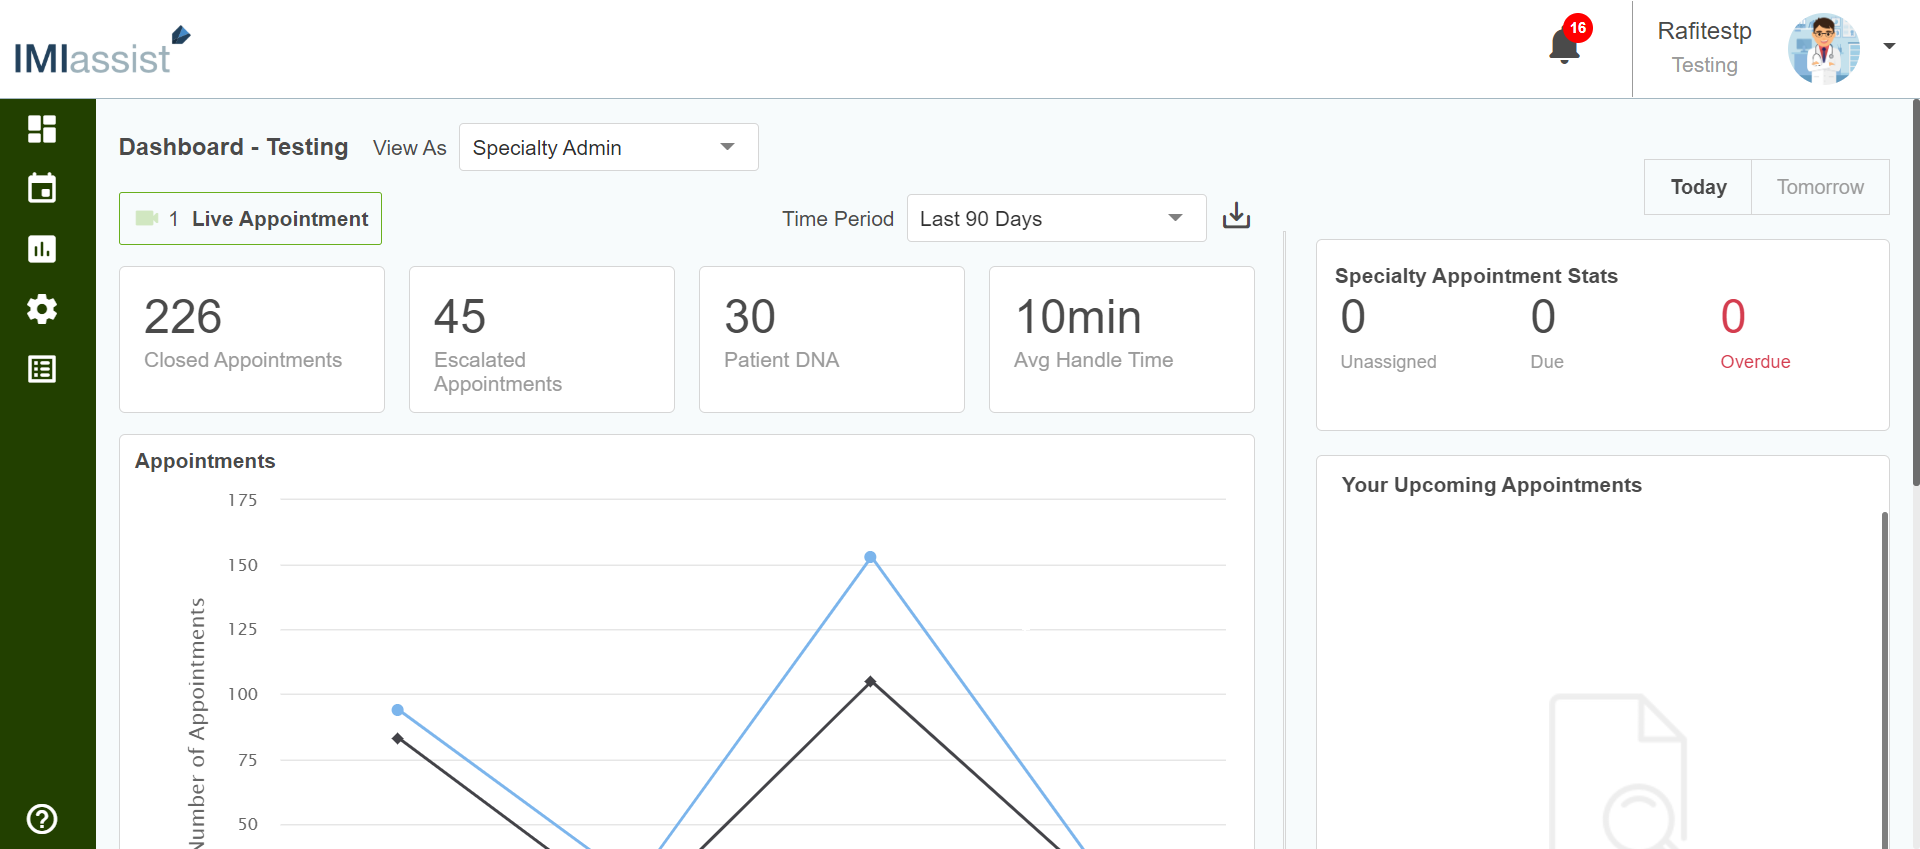 IMIassist
16
Rafitestp
Testing
Dashboard - Testing
View As
Specialty Admin
Today
Tomorrow
1 Live Appointment
Time Period
Last 90 Days
226
Closed Appointments
45
Escalated
Appointments
30
Patient DNA
10min
Avg Handle Time
Specialty Appointment Stats
0
Unassigned
0
Due
0
Overdue
Appointments
175
150
125
100
75
50
Number of Appointments
Your Upcoming Appointments
?